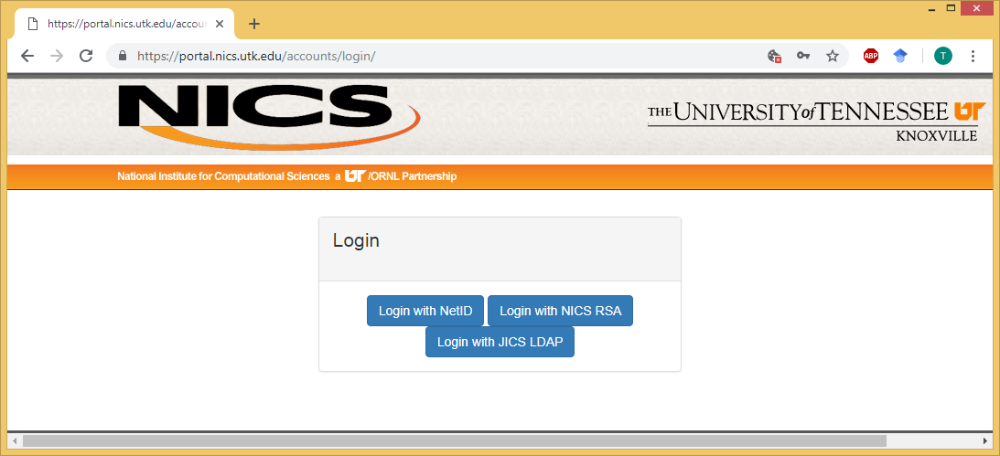 https://portal.nics.utk.edu/accou
https://portal.nics.utk.edu/accounts/login/
ABP
T
NICS
THE UNIVERSITY of TENNESSEE UT
KNOXVILLE
National Institute for Computational Sciences a UT /ORNL Partnership
Login
Login with NetID
Login with NICS RSA
Login with JICS LDAP